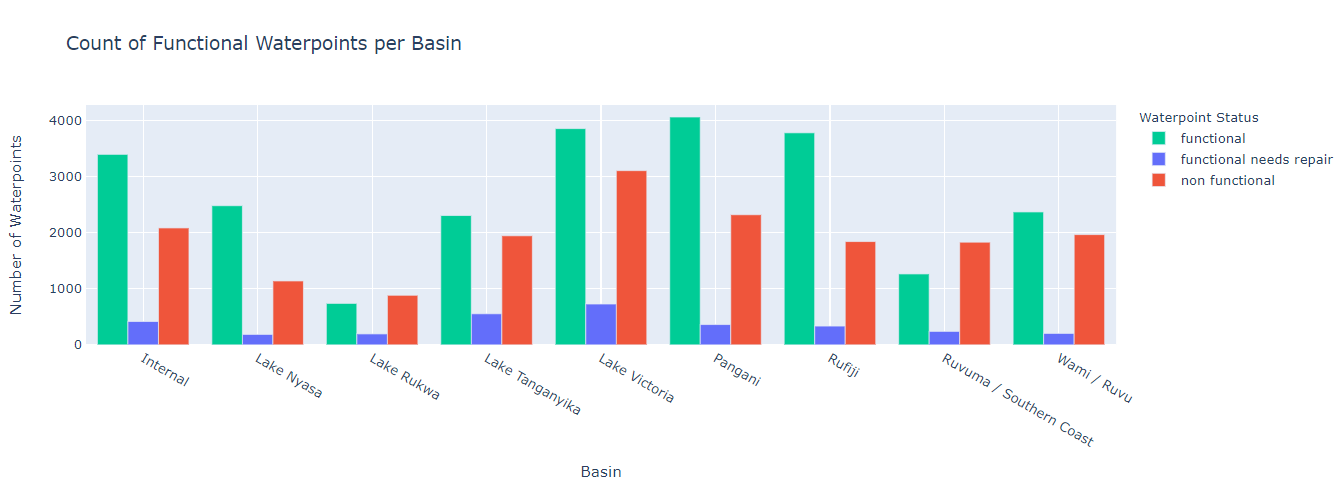 Count of Functional Waterpoints per Basin
Number of Waterpoints
4000
3000
2000
1000
0
Internal
Lake Nyasa
Lake Rukwa
Lake Tanganyika
Lake Victoria
Pangani
Rufiji
Ruvuma / Southern Coast
Wami / Ruvu
Basin
Waterpoint Status
functional
functional needs repair
non functional